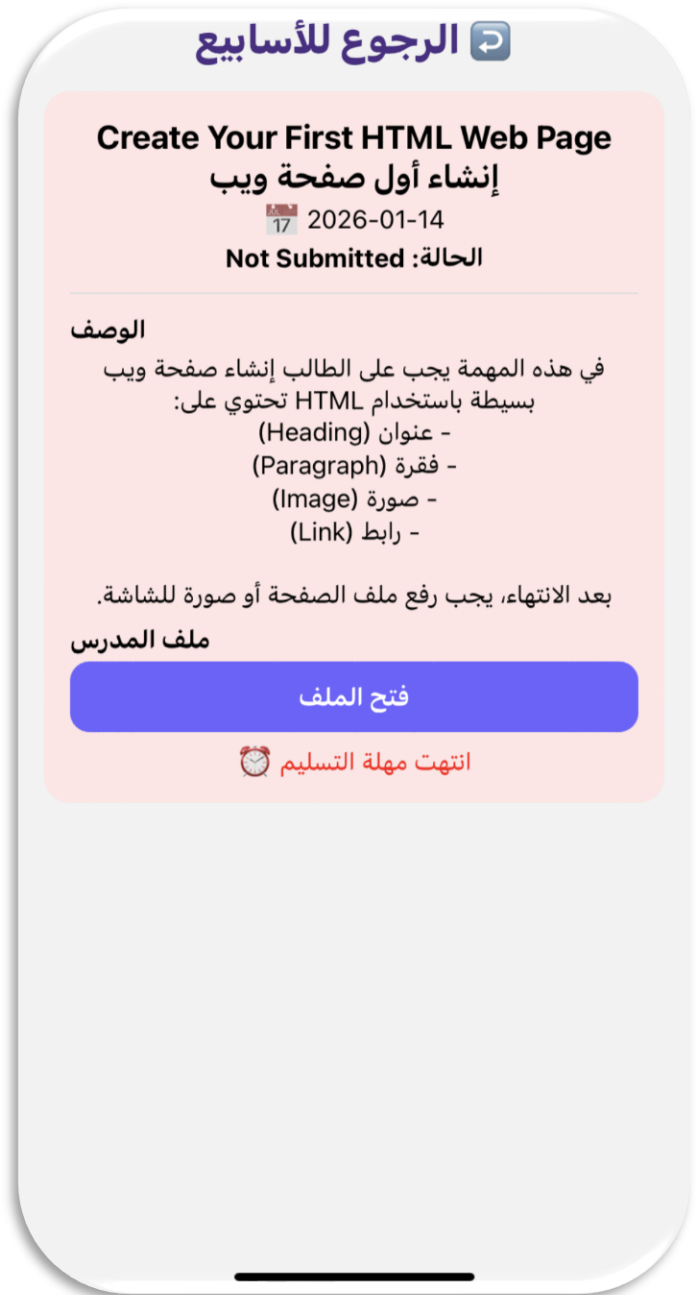 ↩️ الرجوع للأسابيع
Create Your First HTML Web Page
إنشاء أول صفحة ويب
📅 2026-01-14
الحالة: Not Submitted
الوصف
في هذه المهمة يجب على الطالب إنشاء صفحة ويب
بسيطة باستخدام HTML تحتوي على:
- عنوان (Heading)
- فقرة (Paragraph)
- صورة (Image)
- رابط (Link)
بعد الانتهاء، يجب رفع ملف الصفحة أو صورة للشاشة.
ملف المدرس
فتح الملف
انتهت مهلة التسليم ⏰